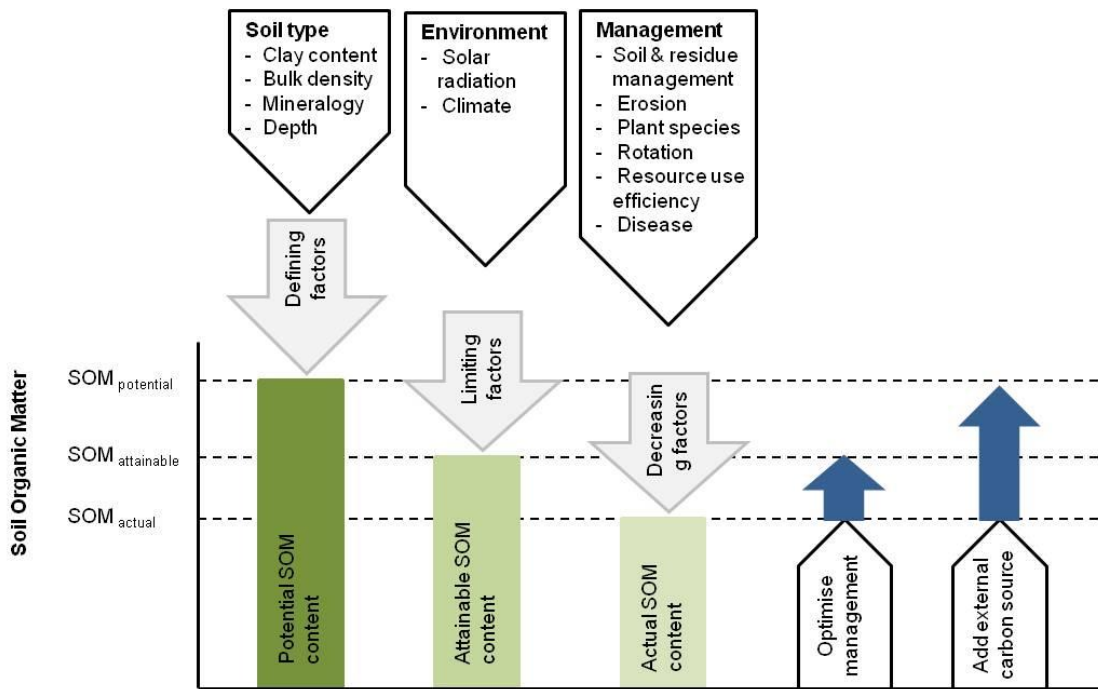 Soil type
- Clay content
- Bulk density
- Mineralogy
- Depth
Environment
- Solar
radiation
- Climate
Management
- Soil & residue
management
- Erosion
- Plant species
- Rotation
- Resource use
efficiency
- Disease
Defining
factors
Limiting
factors
Decreasin
g factors
Soil Organic Matter
SOM potential
SOM attainable
SOM actual
Potential SOM
content
Attainable SOM
content
Actual SOM
content
Optimise
management
Add external
carbon source